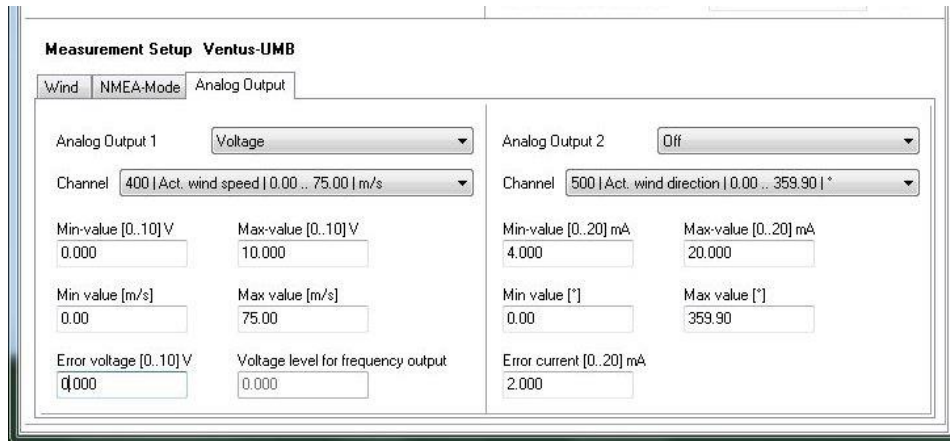 Measurement Setup Ventus-UMB
Wind NMEA-Mode Analog Output
Analog Output 1 Voltage
Channel 400 | Act. wind speed | 0.00 .. 75.00 | m/s
Min-value [0..10] V Max-value [0..10] V
0.000 10.000
Min value [m/s] Max value [m/s]
0.00 75.00
Error voltage [0..10] V Voltage level for frequency output
0.000 0.000
Analog Output 2 Off
Channel 500 | Act. wind direction | 0.00 .. 359.90 | °
Min-value [0..20] mA Max-value [0..20] mA
4.000 20.000
Min value [°] Max value [°]
0.00 359.90
Error current [0..20] mA
2.000